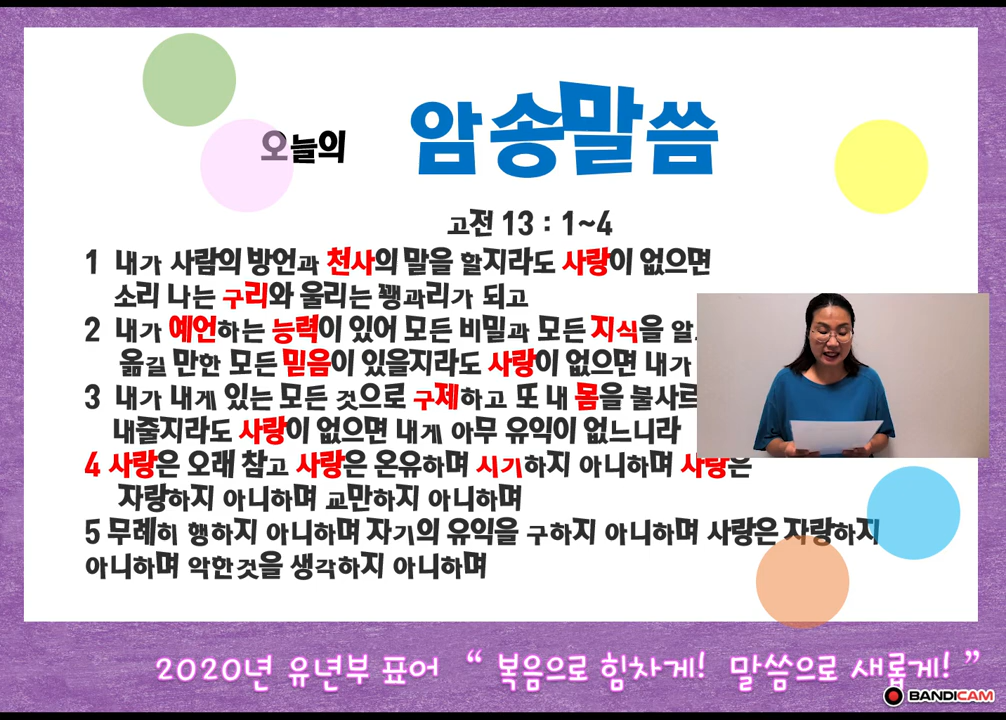 오늘의 암송말씀
고전 13 : 1~4
1 내가 사람의 방언과 천사의 말을 할지라도 사랑이 없으면
소리 나는 구리와 울리는 꽹과리가 되고
2 내가 예언하는 능력이 있어 모든 비밀과 모든 지식을
옮길 만한 모든 믿음이 있을지라도 사랑이 없으면 내가
3 내가 내게 있는 모든 것으로 구제하고 또 내 몸을
내줄지라도 사랑이 없으면 내게 아무 유익이 없느니라
4 사랑은 오래 참고 사랑은 온유하며 시기하지 아니하며 사랑은
자랑하지 아니하며 교만하지 아니하며
5 무례히 행하지 아니하며 자기의 유익을 구하지 아니하며 사랑은 자랑하지
아니하며 악한것을 생각하지 아니하며
2020년 유년부 표어 “ 복음으로 힘차게! 말씀으로 새롭게! ”
BANDICAM